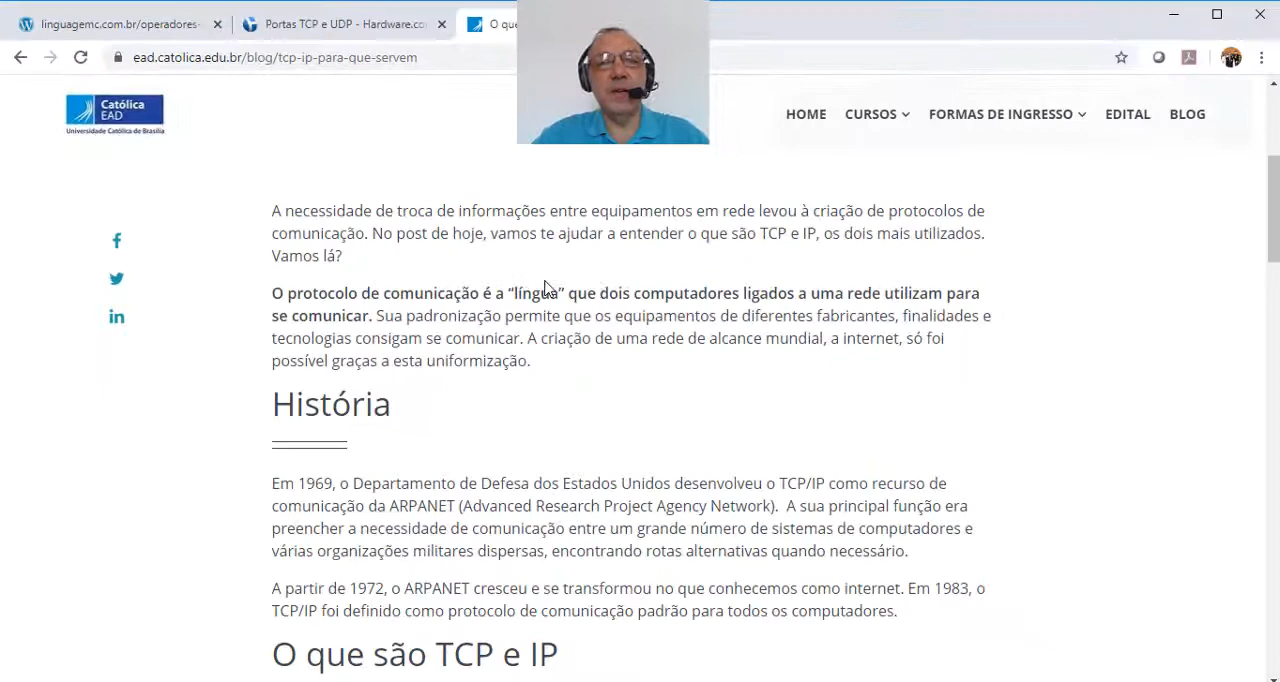 linguagemc.com.br/operadores-
Portas TCP e UDP - Hardware.co
O que
ead.catolica.edu.br/blog/tcp-ip-para-que-servem
Católica
EAD
Universidade Católica de Brasília
HOME CURSOS FORMAS DE INGRESSO EDITAL BLOG
A necessidade de troca de informações entre equipamentos em rede levou à criação de protocolos de
comunicação. No post de hoje, vamos te ajudar a entender o que são TCP e IP, os dois mais utilizados.
Vamos lá?
O protocolo de comunicação é a “língua” que dois computadores ligados a uma rede utilizam para
se comunicar. Sua padronização permite que os equipamentos de diferentes fabricantes, finalidades e
tecnologias consigam se comunicar. A criação de uma rede de alcance mundial, a internet, só foi
possível graças a esta uniformização.
História
Em 1969, o Departamento de Defesa dos Estados Unidos desenvolveu o TCP/IP como recurso de
comunicação da ARPANET (Advanced Research Project Agency Network). A sua principal função era
preencher a necessidade de comunicação entre um grande número de sistemas de computadores e
várias organizações militares dispersas, encontrando rotas alternativas quando necessário.
A partir de 1972, o ARPANET cresceu e se transformou no que conhecemos como internet. Em 1983, o
TCP/IP foi definido como protocolo de comunicação padrão para todos os computadores.
O que são TCP e IP